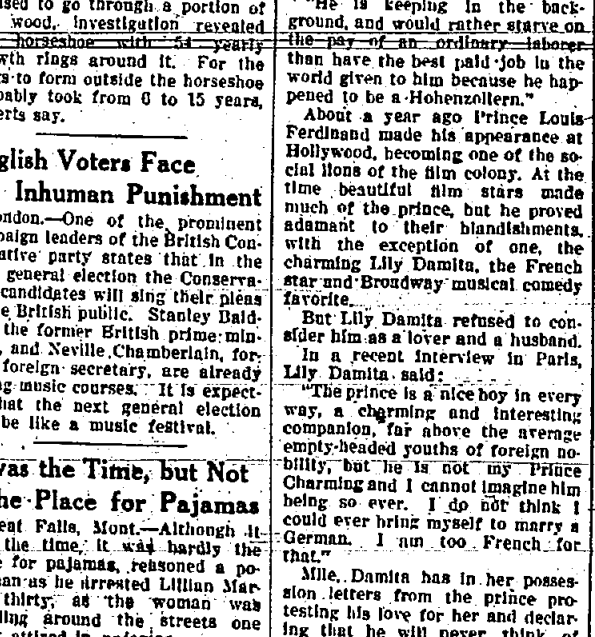 used to go through a portion of
wood. Investigation revealed
horseshoe with 54 yearly
wth rings around it. For the
s to form outside the horseshoe
bably took from 6 to 15 years,
erts say.
glish Voters Face
Inhuman Punishment
ondon.—One of the prominent
paign leaders of the British Con-
ative party states that in the
general election the Conserva-
candidates will sing their pleas
e British public. Stanley Bald-
the former British prime min-
, and Neville Chamberlain, for-
foreign secretary, are already
ng music courses. It is expect-
hat the next general election
be like a music festival.
was the Time, but Not
he Place for Pajamas
eat Falls, Mont.—Although it
the time, it was hardly the
e for pajamas, reasoned a po-
man as he arrested Lillian Mar-
thirty, as the woman was
ling around the streets one
attired in
"He is keeping in the back-
ground, and would rather starve on
the pay of an ordinary laborer
than have the best paid job in the
world given to him because he hap-
pened to be a Hohenzollern."
About a year ago Prince Louis
Ferdinand made his appearance at
Hollywood, becoming one of the so-
cial lions of the film colony. At the
time beautiful film stars made
much of the prince, but he proved
adamant to their blandishments,
with the exception of one, the
charming Lily Damita, the French
star and Broadway musical comedy
favorite.
But Lily Damita refused to con-
sider him as a lover and a husband.
In a recent interview in Paris,
Lily Damita said:
"The prince is a nice boy in every
way, a charming and interesting
companion, far above the average
empty-headed youths of foreign no-
bility, but he is not my Prince
Charming and I cannot imagine him
being so ever. I do not think I
could ever bring myself to marry a
German. I am too French for
that."
Mlle. Damita has in her posses-
sion letters from the prince pro-
testing his love for her and declar-
ing that he will never think of